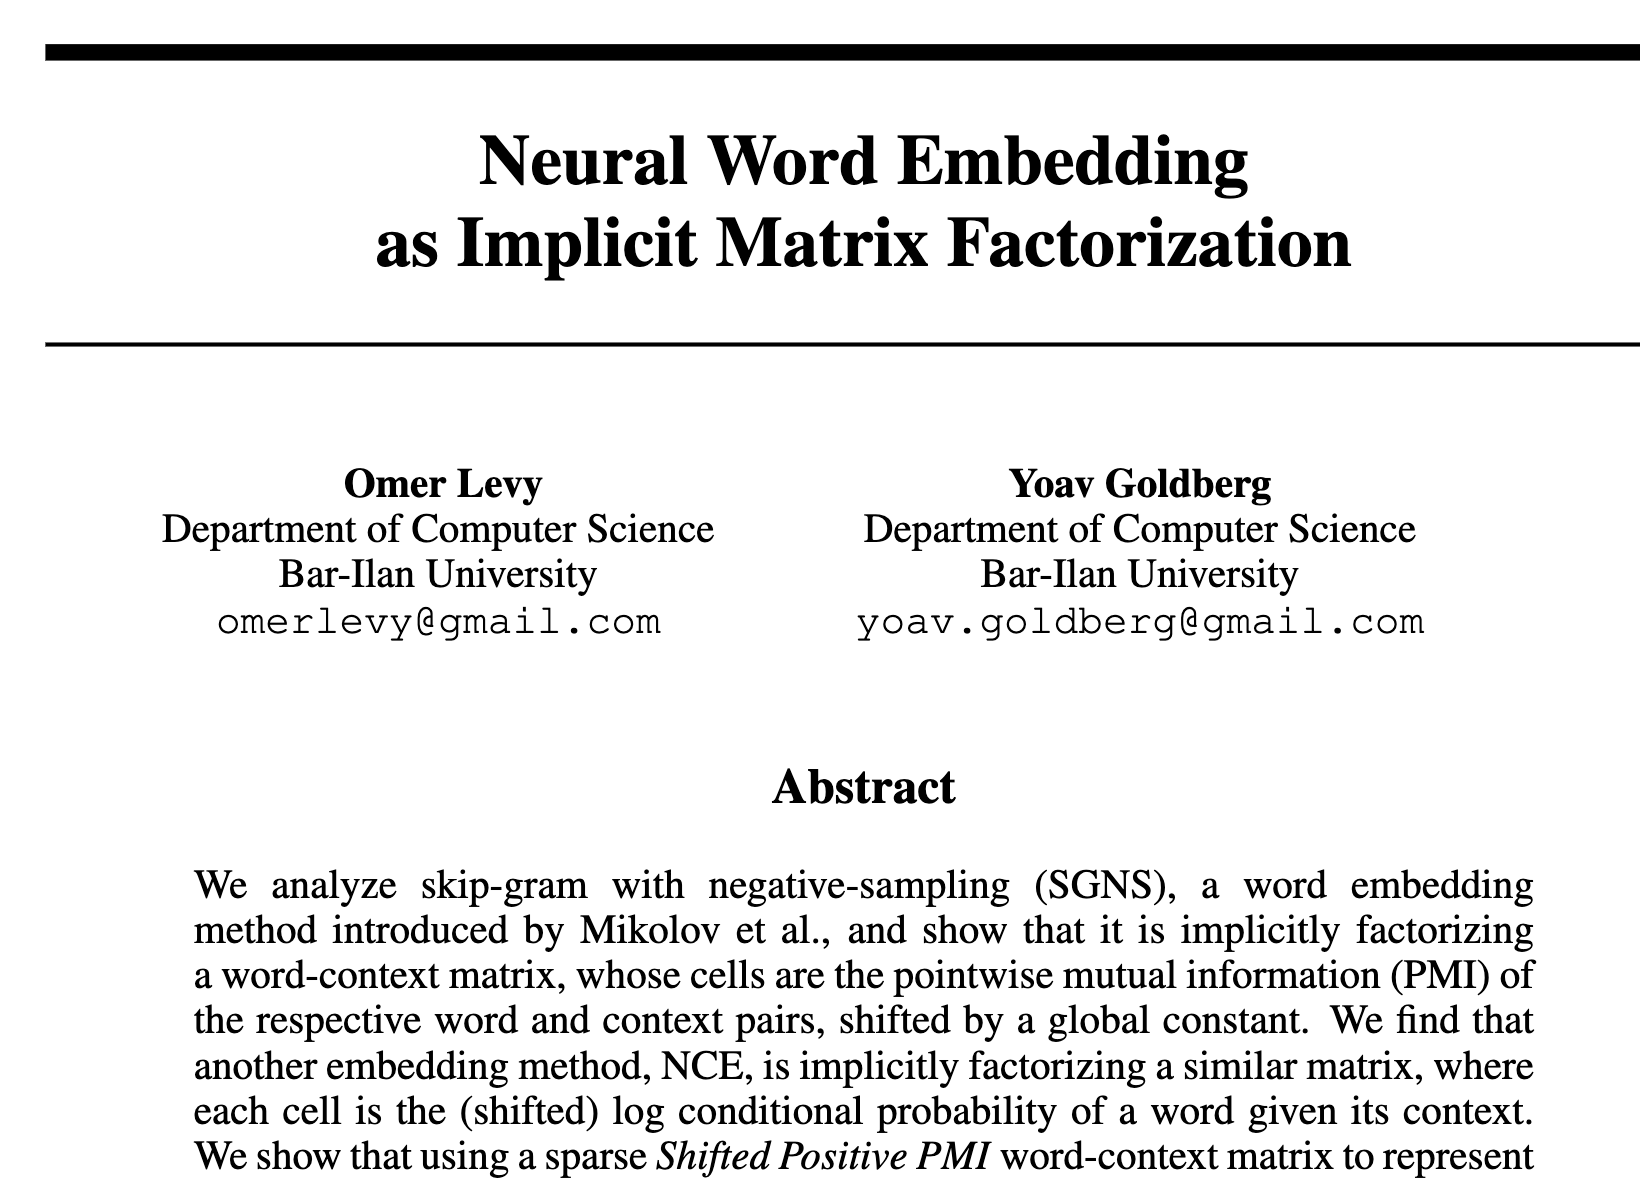 Neural Word Embedding
as Implicit Matrix Factorization
Omer Levy
Department of Computer Science
Bar-Ilan University
omerlevy@gmail.com
Yoav Goldberg
Department of Computer Science
Bar-Ilan University
yoav.goldberg@gmail.com
Abstract
We analyze skip-gram with negative-sampling (SGNS), a word embedding
method introduced by Mikolov et al., and show that it is implicitly factorizing
a word-context matrix, whose cells are the pointwise mutual information (PMI) of
the respective word and context pairs, shifted by a global constant. We find that
another embedding method, NCE, is implicitly factorizing a similar matrix, where
each cell is the (shifted) log conditional probability of a word given its context.
We show that using a sparse Shifted Positive PMI word-context matrix to represent